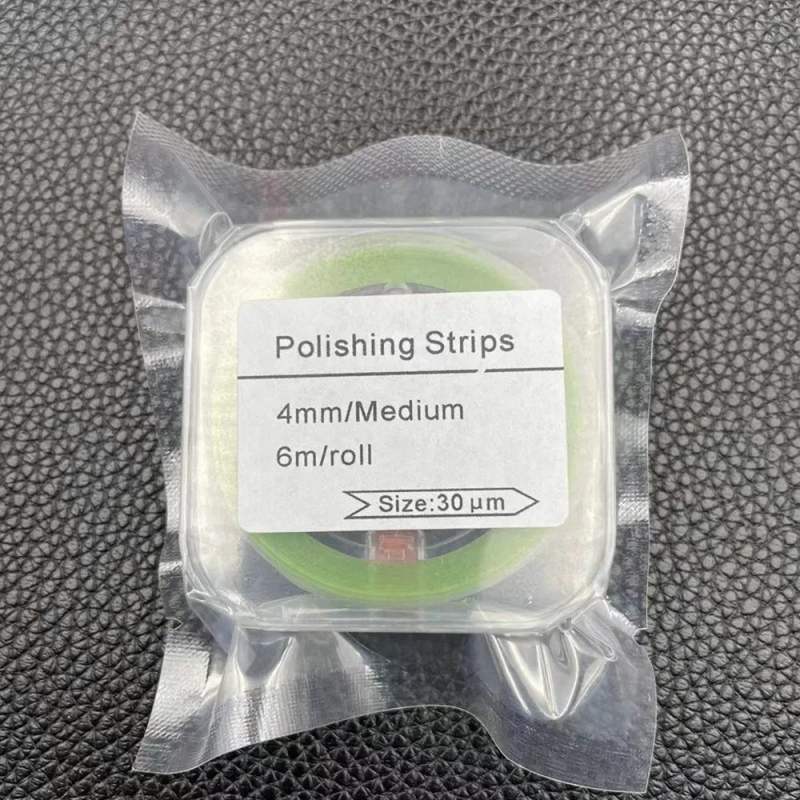 Polishing Strips
4mm/Medium
6m/roll
Size:30 μm